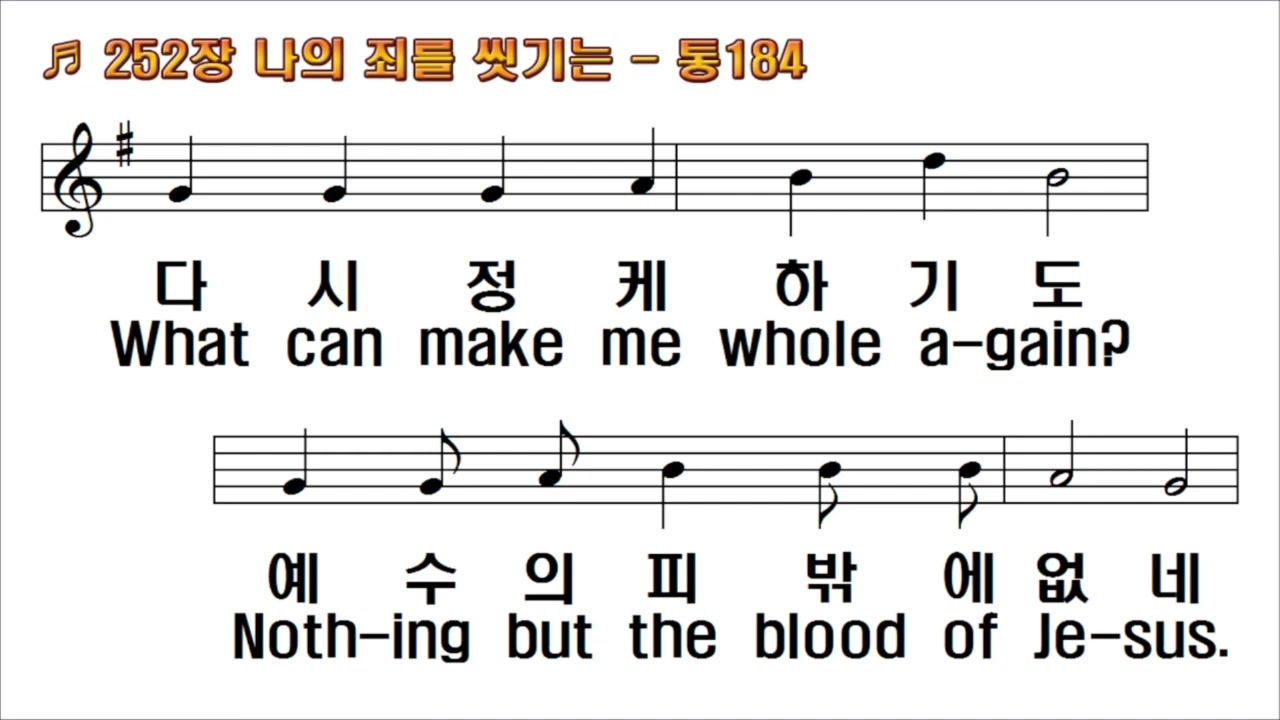 ♬ 252장 나의 죄를 씻기는 - 통184
다 시 정 케 하 기 도
What can make me whole a-gain?
예 수 의 피 밖 에 없 네
Noth-ing but the blood of Je-sus.